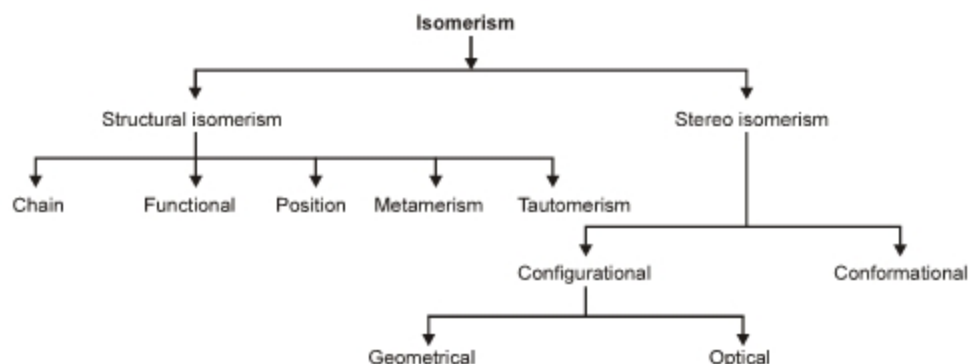 Isomerism
Structural isomerism Stereo isomerism
Chain Functional Position Metamerism Tautomerism
Configurational Conformational
Geometrical Optical